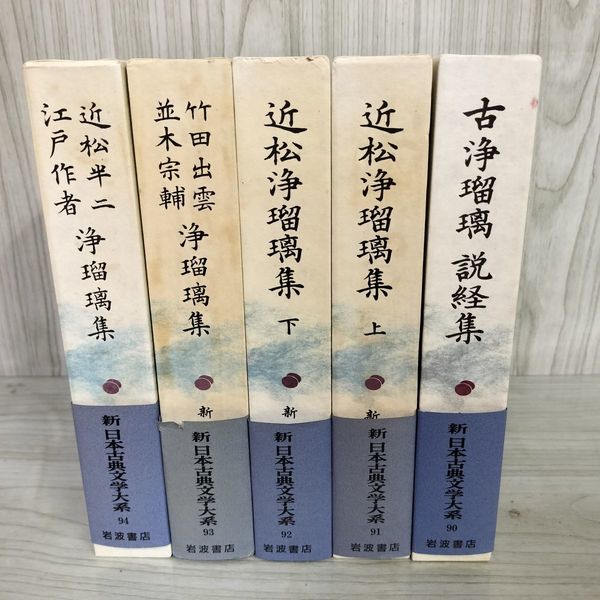 古浄瑠璃 説経集
新日本古典文学大系
90
岩波書店
近松浄瑠璃集 上
新
新日本古典文学大系
91
岩波書店
近松浄瑠璃集 下
新
新日本古典文学大系
92
岩波書店
竹田出雲
並木宗輔
浄瑠璃集
新
新日本古典文学大系
93
岩波書店
近松半二
江戸作者
浄瑠璃集
新日本古典文学大系
94
岩波書店